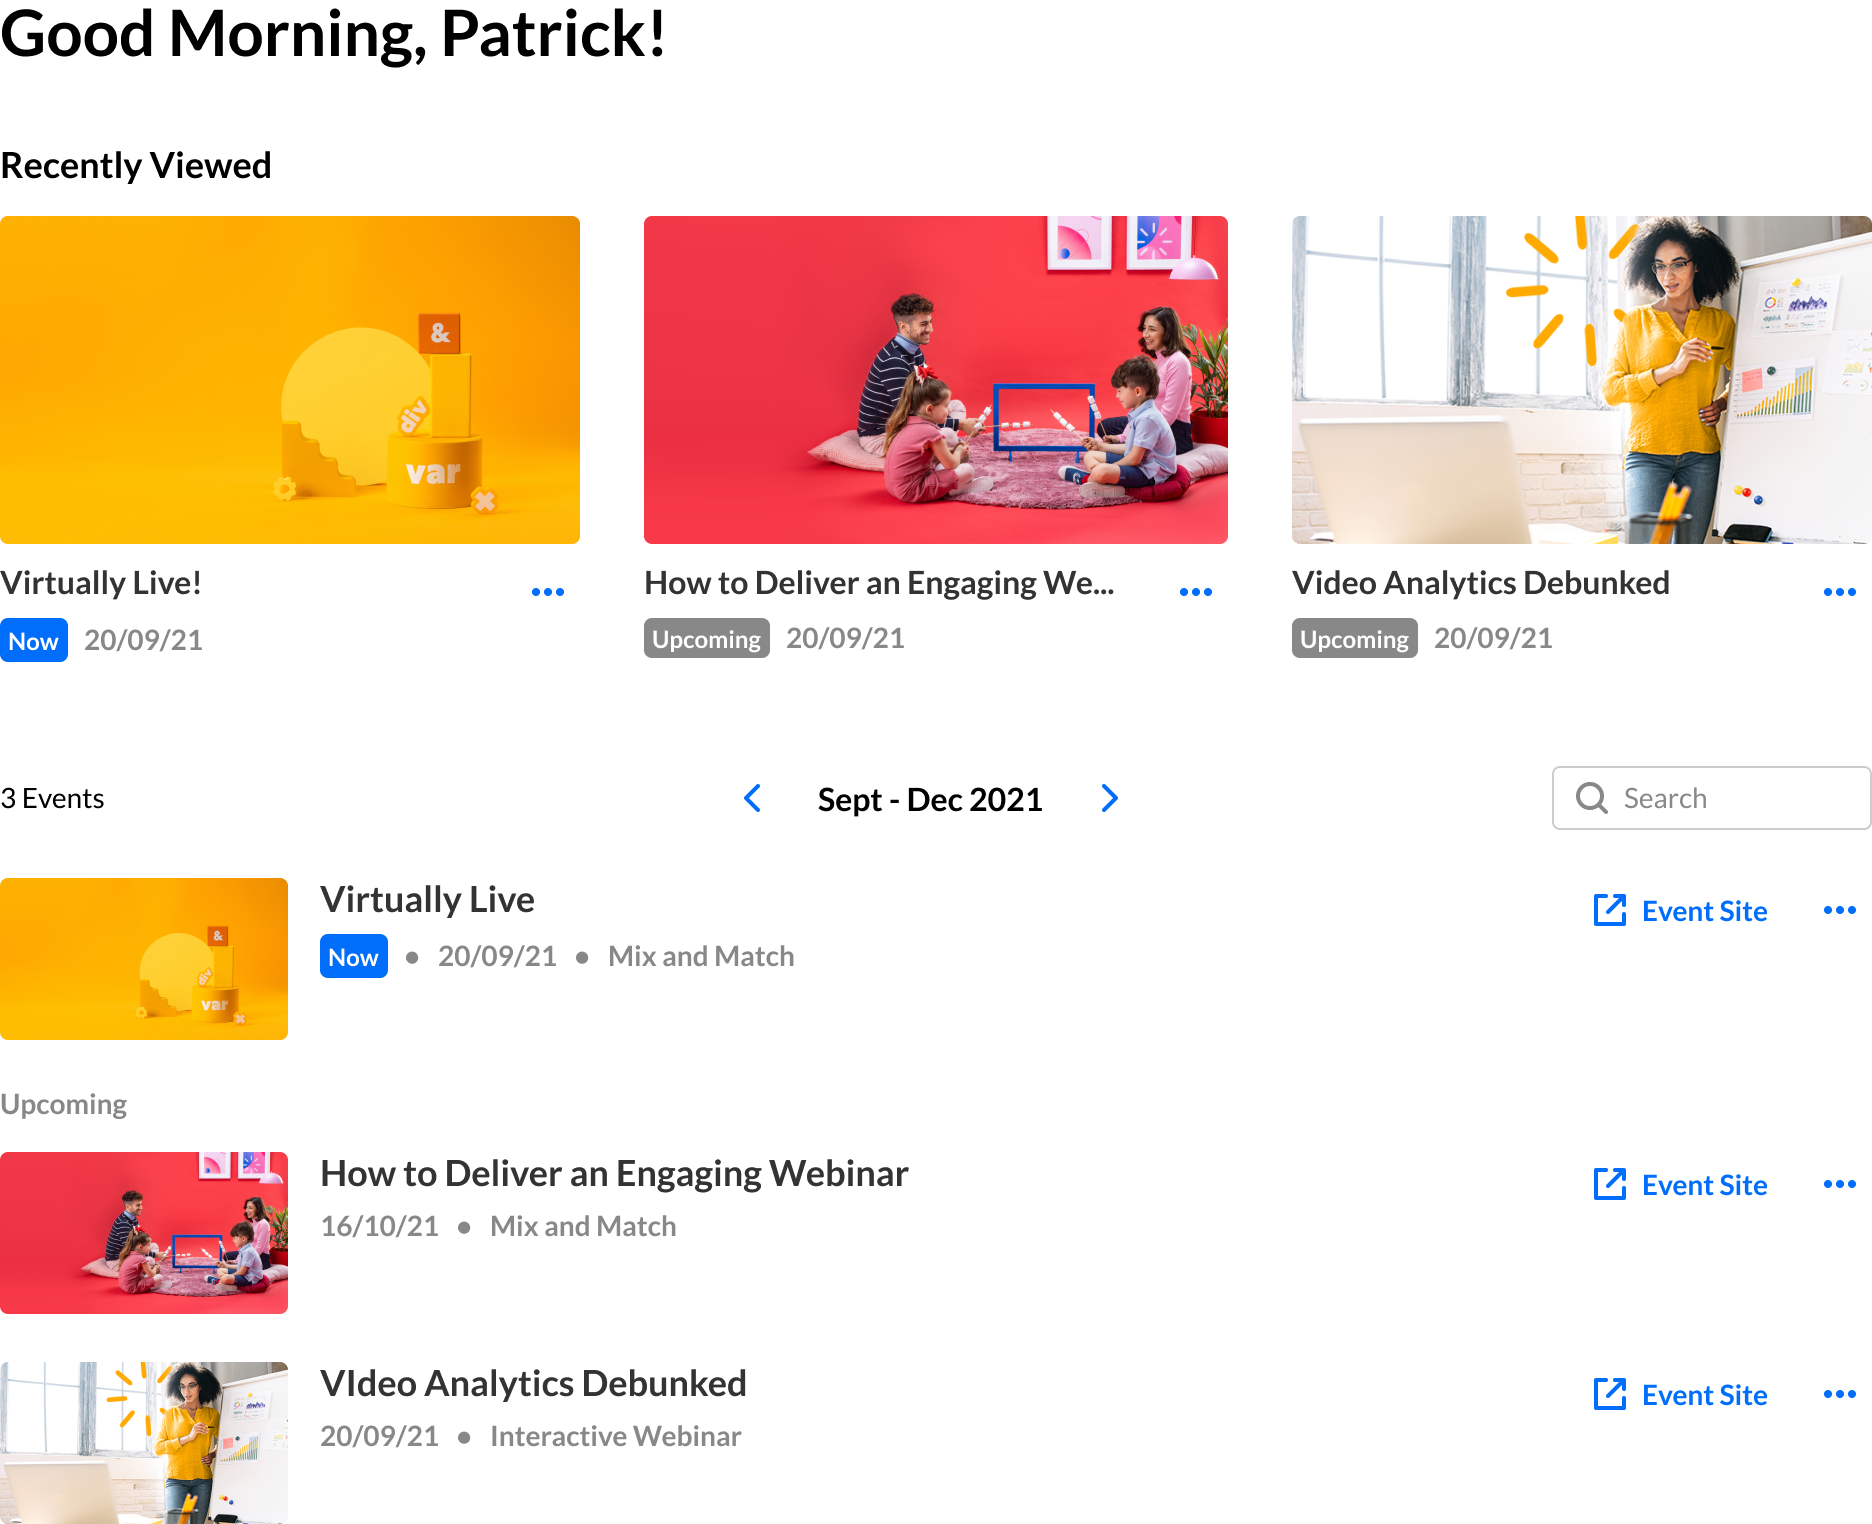 Good Morning, Patrick!
Recently Viewed
&
div
var
Virtually Live!
Now 20/09/21
How to Deliver an Engaging We...
Upcoming 20/09/21
Video Analytics Debunked
Upcoming 20/09/21
3 Events
Sept - Dec 2021
Search
&
div
var
Virtually Live
Event Site
Now • 20/09/21 • Mix and Match
Upcoming
How to Deliver an Engaging Webinar
Event Site
16/10/21 • Mix and Match
VIdeo Analytics Debunked
Event Site
20/09/21 • Interactive Webinar